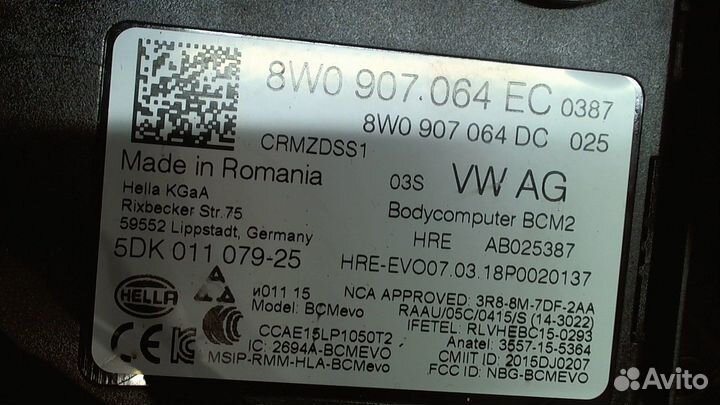 8W0 907.064 EC 0387
8W0 907 064 DC 025
CRMZDSS1
Made in Romania
03S VW AG
Hella KGaA
Rixbecker Str.75
59552 Lippstadt, Germany
Bodycomputer BCM2
5DK 011 079-25
HRE AB025387
HRE-EVO07.03.18P0020137
HELLA
и011 15
Model: BCMevo
NCA APPROVED: 3R8-8M-7DF-2AA
RAAU/05C/0415/S (14-3022)
CCAE15LP1050T2
IFETEL: RLVHEBC15-0293
IC: 2694A-BCMEVO
Anatel: 3557-15-5364
MSIP-RMM-HLA-BCMevo
CMIIT ID: 2015DJ0207
FCC ID: NBG-BCMEVO
CE
Avito